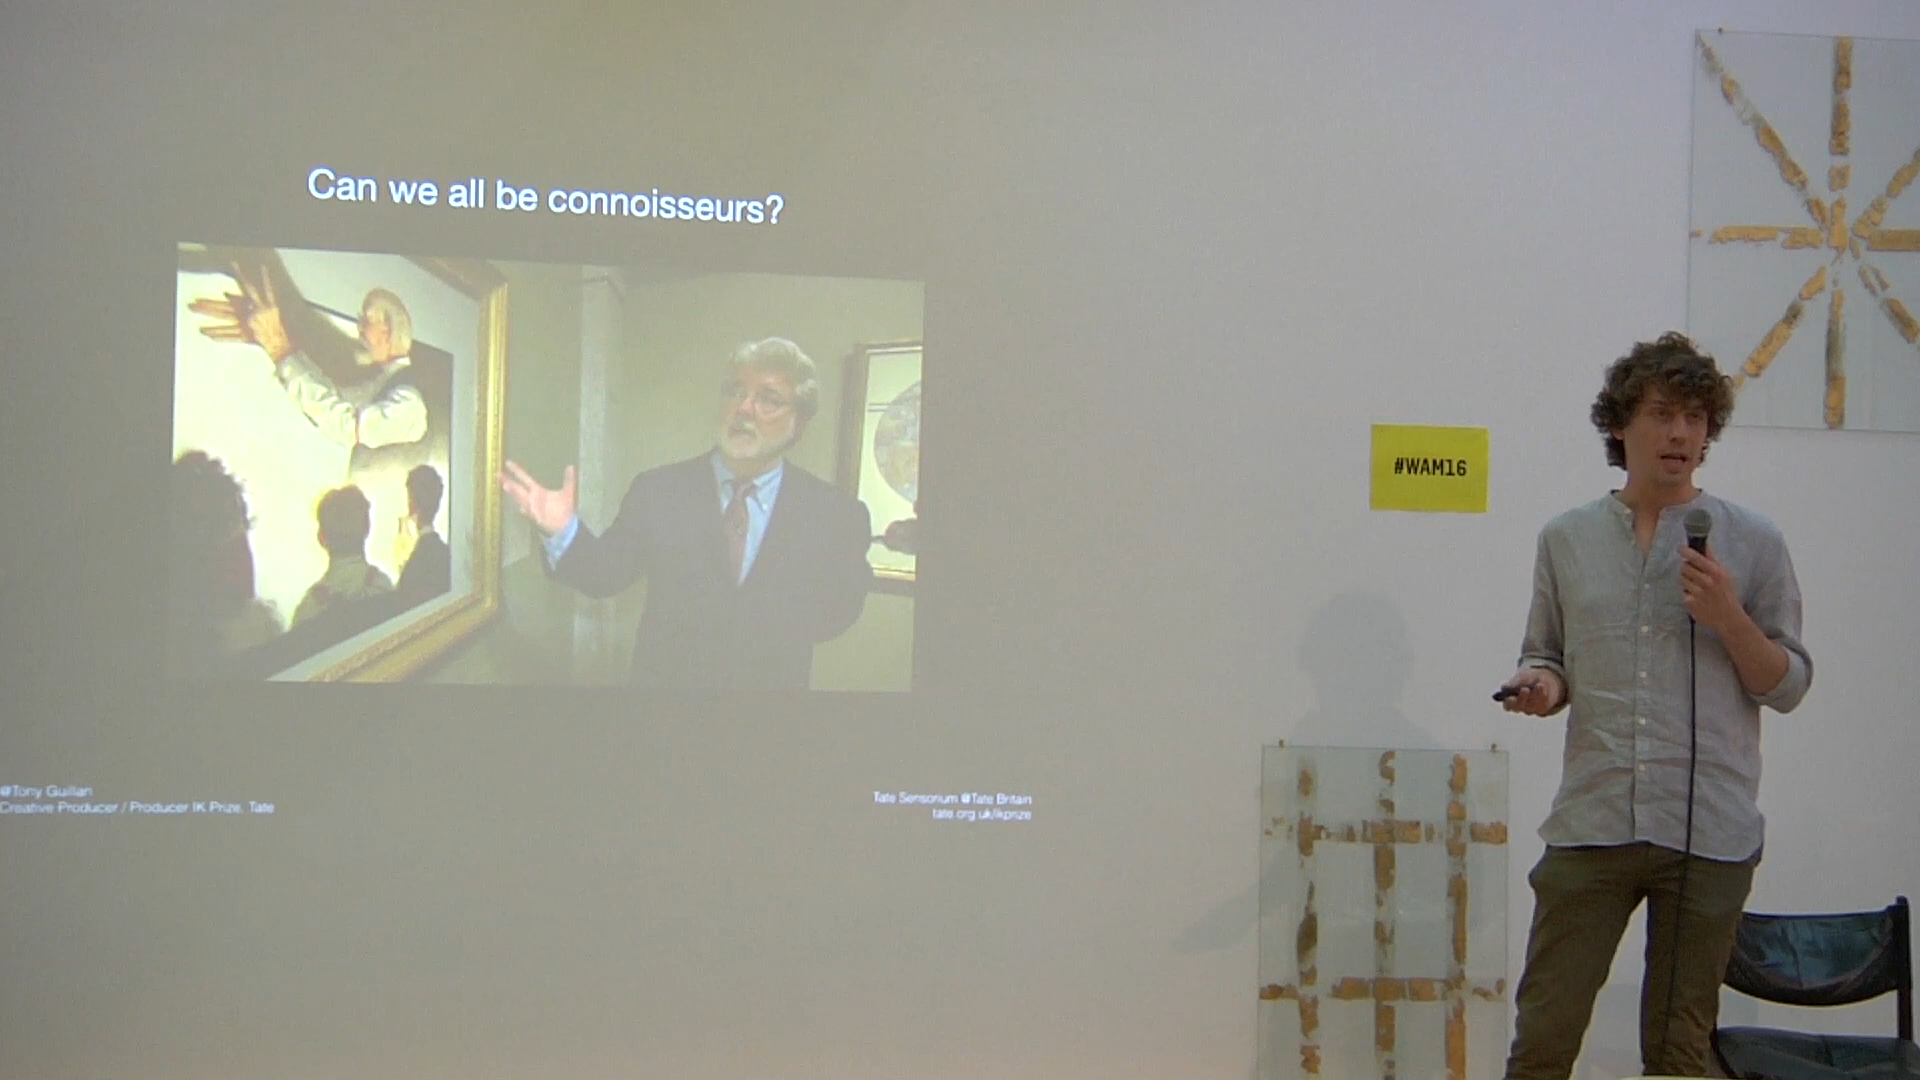 Can we all be connoisseurs?
#WAM16
@Tony Guillan
Creative Producer / Producer IK Prize, Tate
Tate Sensorium @Tate Britain
tate.org.uk/ikprize